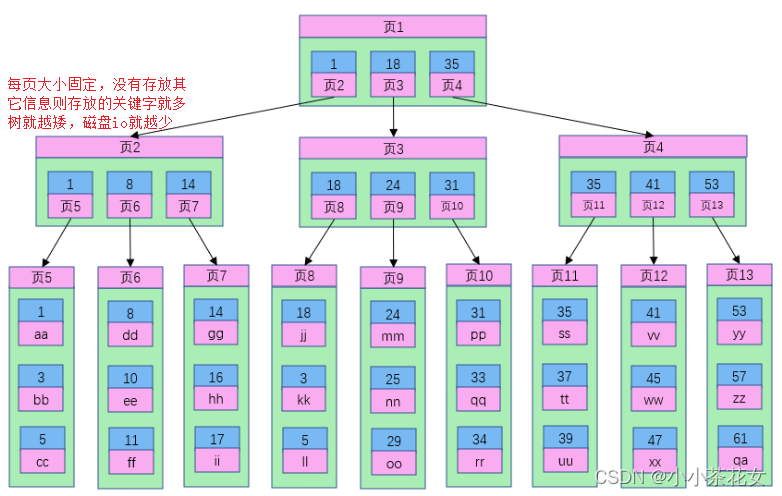 页1
1 18 35
页2 页3 页4
每页大小固定，没有存放其
它信息则存放的关键字就多
树就越矮，磁盘io就越少
页2 页3 页4
1 8 14 18 24 31 35 41 53
页5 页6 页7 页8 页9 页10 页11 页12 页13
页5 页6 页7 页8 页9 页10 页11 页12 页13
1 8 14 18 24 31 35 41 53
aa dd gg jj mm pp ss vv yy
3 10 16 3 25 33 37 45 57
bb ee hh kk nn qq tt ww zz
5 11 17 5 29 34 39 47 61
cc ff ii ll oo rr uu xx qa
CSDN @小小茶花女